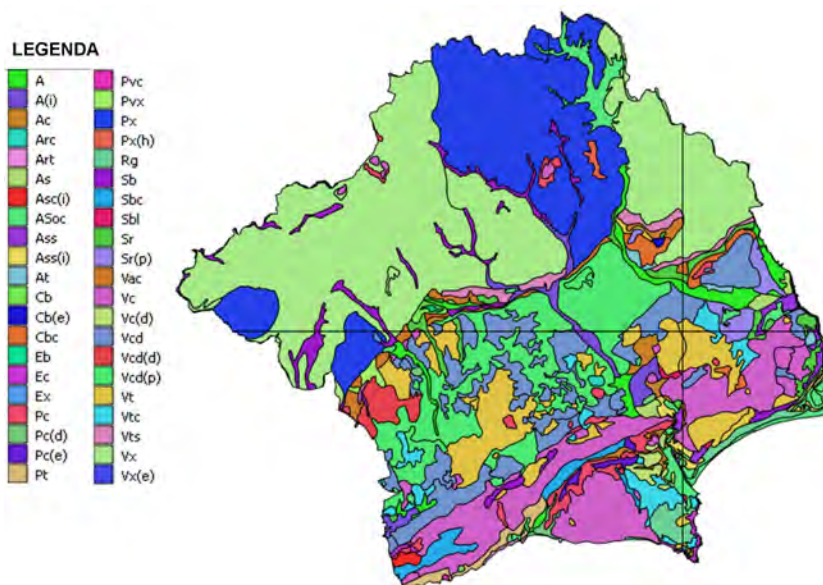 LEGENDA
A
A(i)
Ac
Arc
Art
As
Asc(i)
ASoc
Ass
Ass(i)
At
Cb
Cb(e)
Cbc
Eb
Ec
Ex
Pc
Pc(d)
Pc(e)
Pt
Pvc
Pvx
Px
Px(h)
Rg
Sb
Sbc
Sbl
Sr
Sr(p)
Vac
Vc
Vc(d)
Vcd
Vcd(d)
Vcd(p)
Vt
Vtc
Vts
Vx
Vx(e)